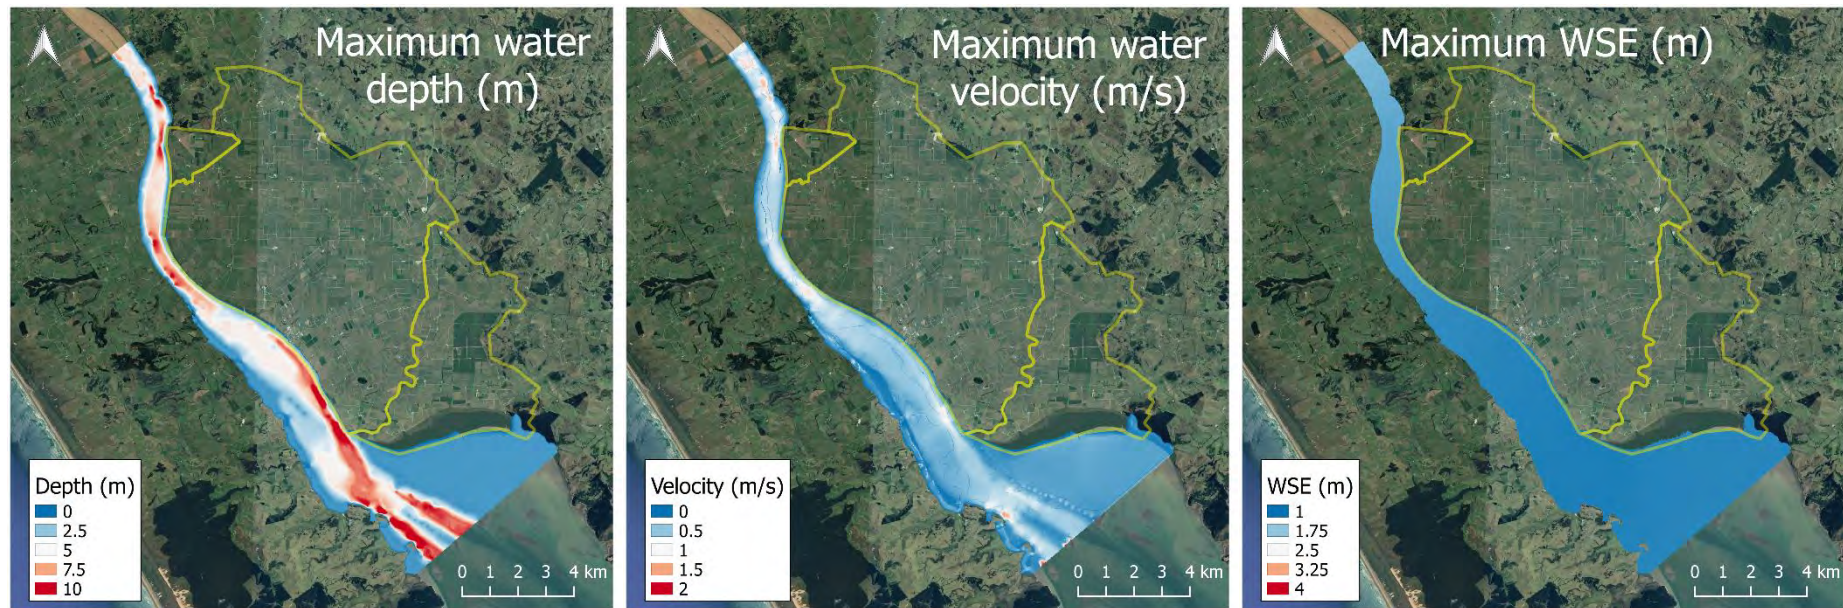 Maximum water
depth (m)
Depth (m)
0
2.5
5
7.5
10
0 1 2 3 4 km
Maximum water
velocity (m/s)
Velocity (m/s)
0
0.5
1
1.5
2
0 1 2 3 4 km
Maximum WSE (m)
WSE (m)
1
1.75
2.5
3.25
4
0 1 2 3 4 km